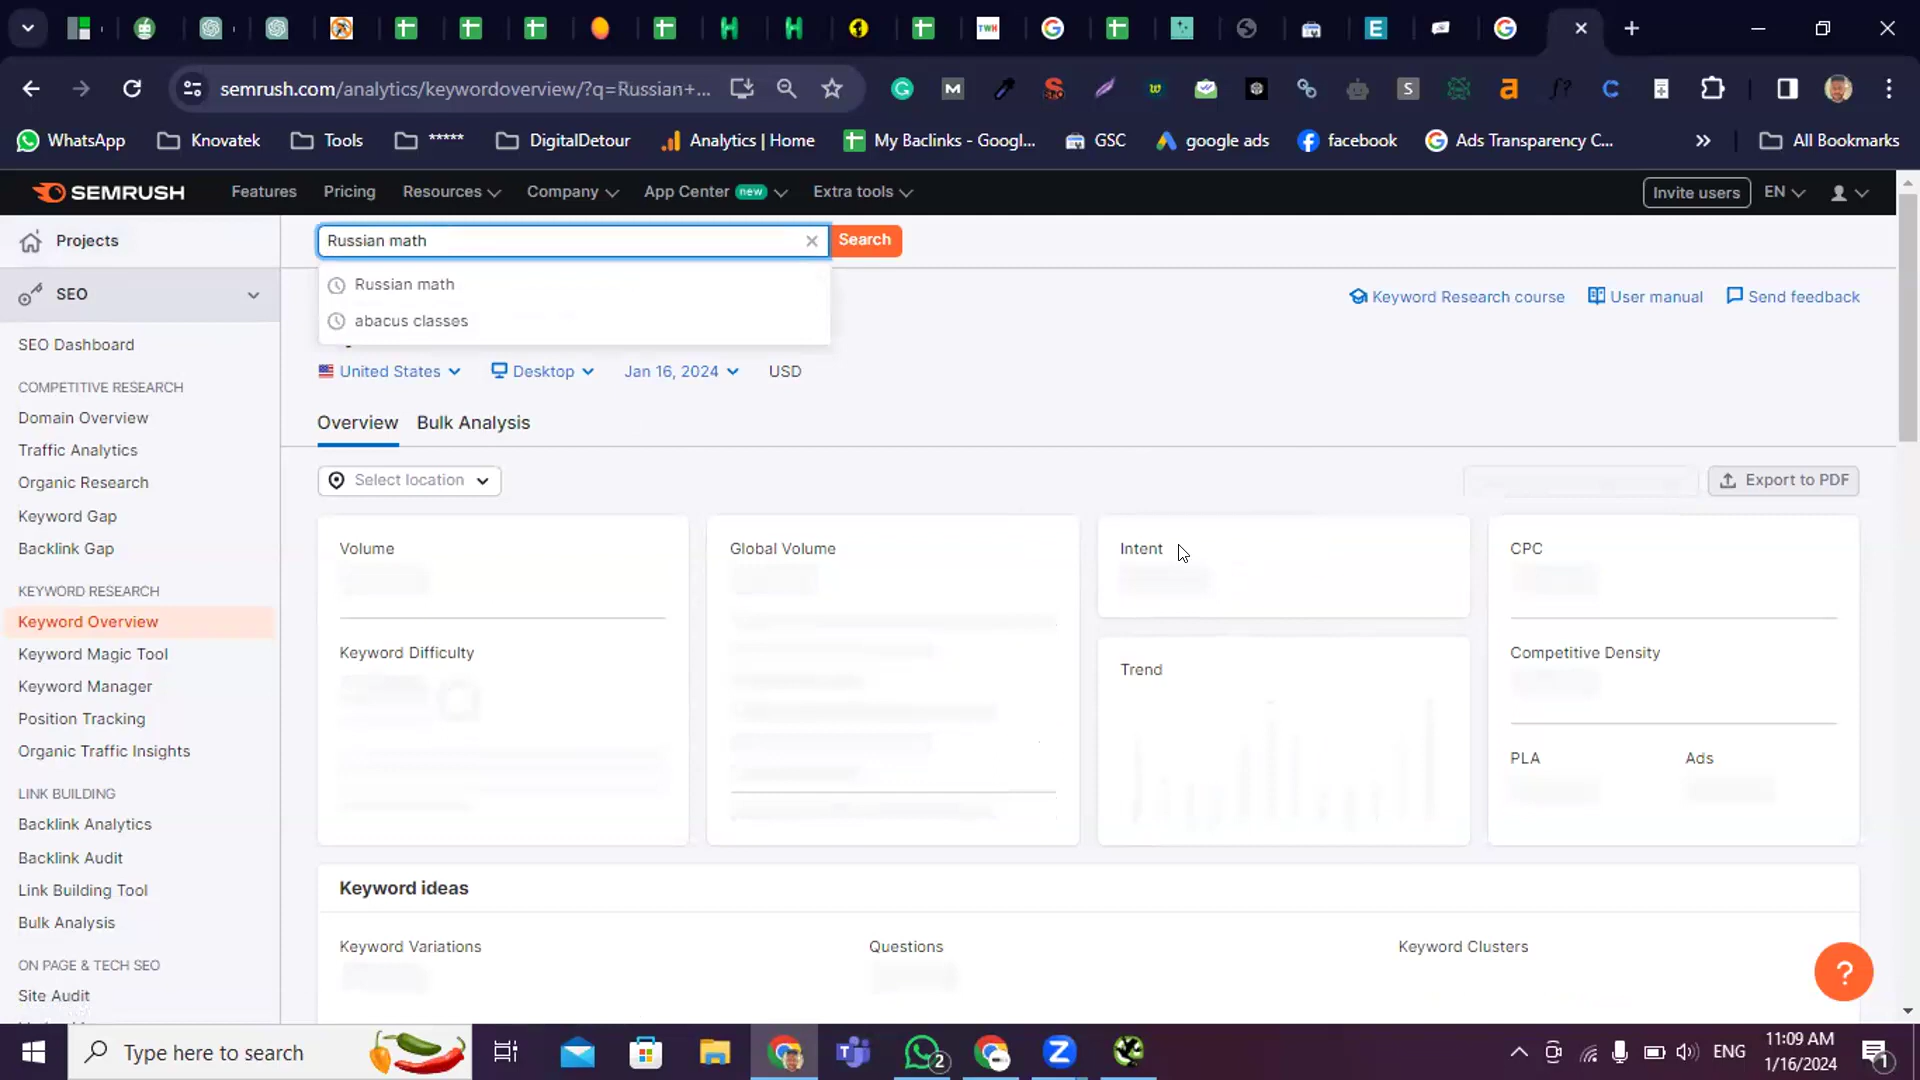 TWH
E
semrush.com/analytics/keywordoverview/?q=Russian+...
M
w
S
a
f?
C
WhatsApp
Knovatek
Tools
*****
DigitalDetour
Analytics | Home
My Baclinks - Googl...
GSC
google ads
facebook
Ads Transparency C...
»
All Bookmarks
SEMRUSH
Features
Pricing
Resources
Company
App Center new
Extra tools
Invite users
EN
Projects
Russian math
Search
Russian math
abacus classes
SEO
Keyword Research course
User manual
Send feedback
SEO Dashboard
United States
Desktop
Jan 16, 2024
USD
COMPETITIVE RESEARCH
Domain Overview
Traffic Analytics
Organic Research
Keyword Gap
Backlink Gap
Overview
Bulk Analysis
Select location
Export to PDF
Volume
Global Volume
Intent
CPC
KEYWORD RESEARCH
Keyword Overview
Keyword Magic Tool
Keyword Manager
Position Tracking
Organic Traffic Insights
Keyword Difficulty
Trend
Competitive Density
PLA
Ads
LINK BUILDING
Backlink Analytics
Backlink Audit
Link Building Tool
Bulk Analysis
Keyword ideas
Keyword Variations
Questions
Keyword Clusters
ON PAGE & TECH SEO
Site Audit
?
Type here to search
2
ENG
11:09 AM
1/16/2024
1